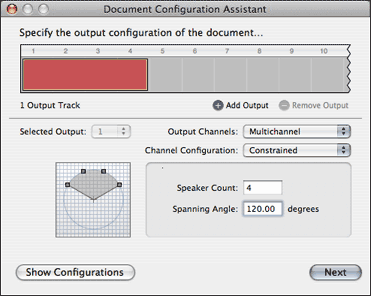 Document Configuration Assistant
Specify the output configuration of the document...
1 2 3 4 5 6 7 8 9 10
1 Output Track
Add Output
Remove Output
Selected Output: 1
Output Channels: Multichannel
Channel Configuration: Constrained
Speaker Count: 4
Spanning Angle: 120.00 degrees
Show Configurations
Next